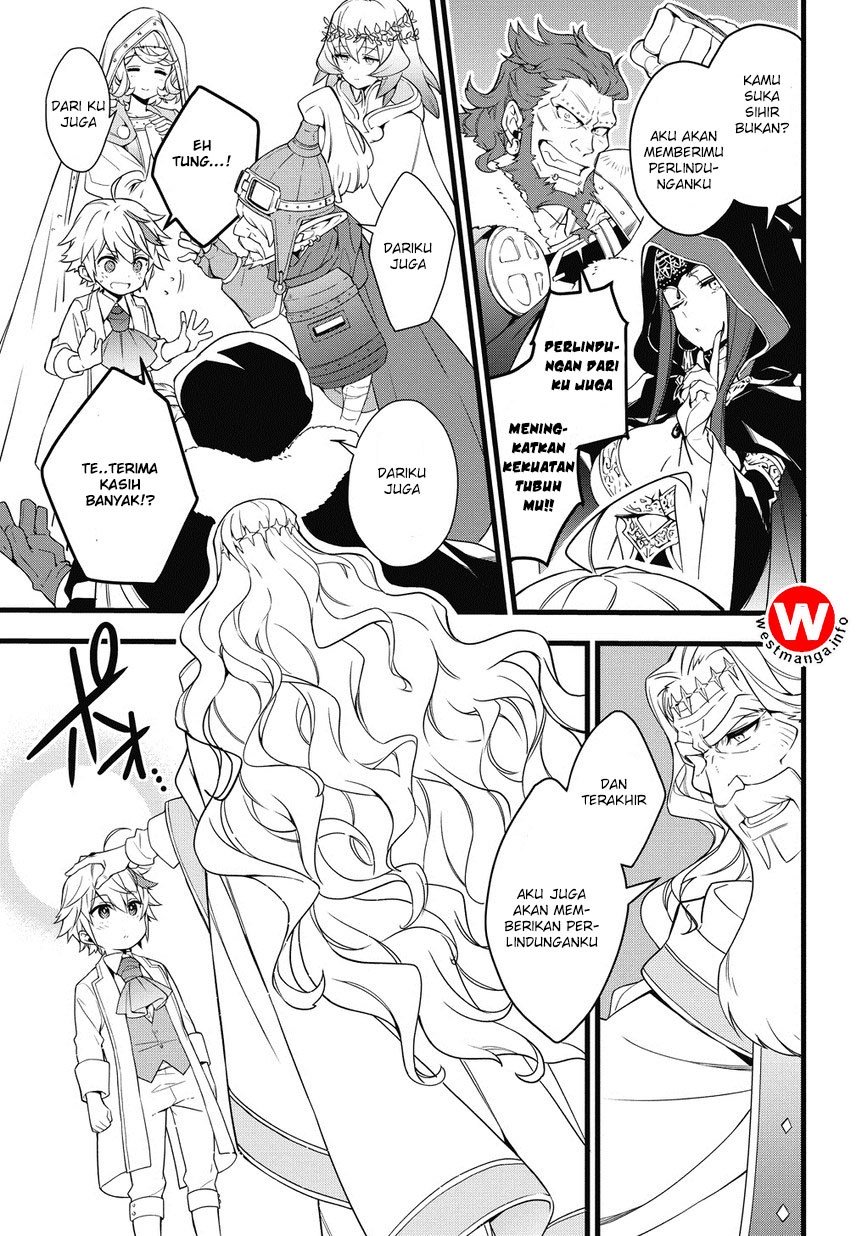 KAMU
SUKA
SIHIR
BUKAN?
AKU AKAN
MEMBERIMU
PERLINDU-
NGANKU
PERLINDU-
NGAN DARI
KU JUGA
MENING-
KATKAN
KEKUATAN
TUBUH
MU!!
DARI KU
JUGA
EH
TUNG...!
DARIKU
JUGA
TE..TERIMA
KASIH
BANYAK!?
DARIKU
JUGA
W
westmanga.info
DAN
TERAKHIR
AKU JUGA
AKAN MEM-
BERIKAN PER-
LINDUNGANKU
ポオ…